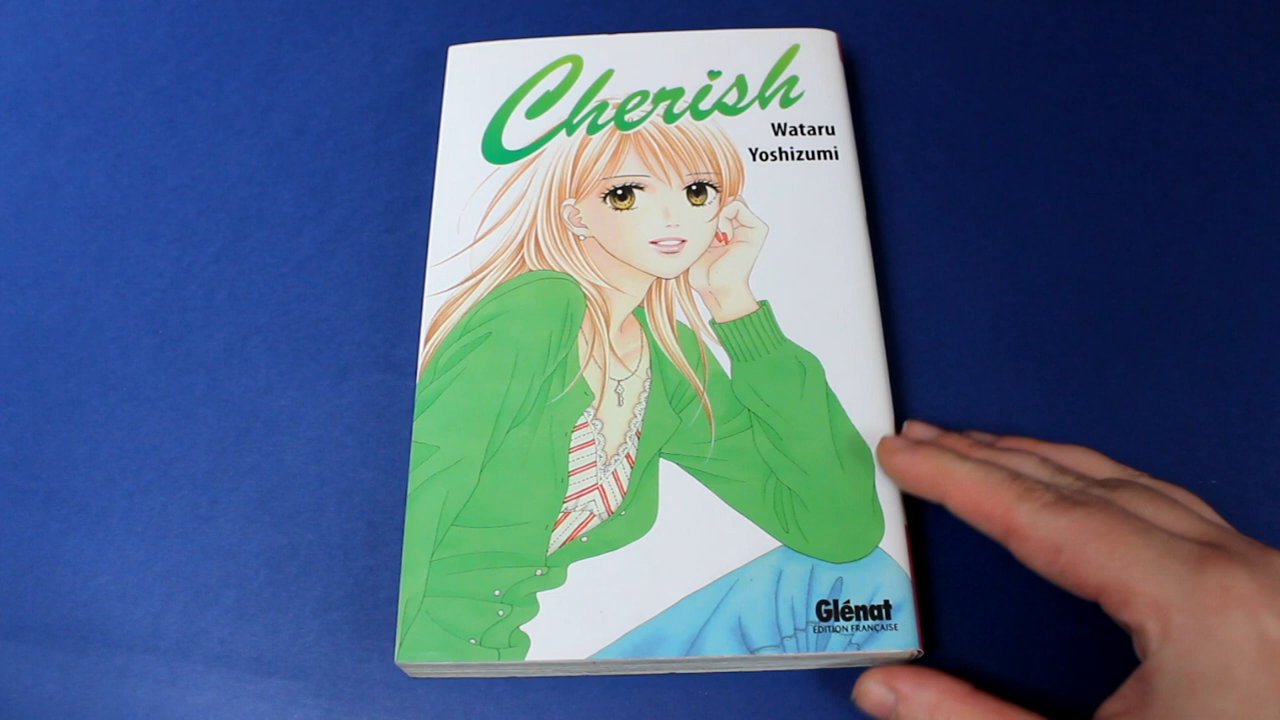 Cherish
Wataru
Yoshizumi
Glénat
ÉDITION FRANÇAISE